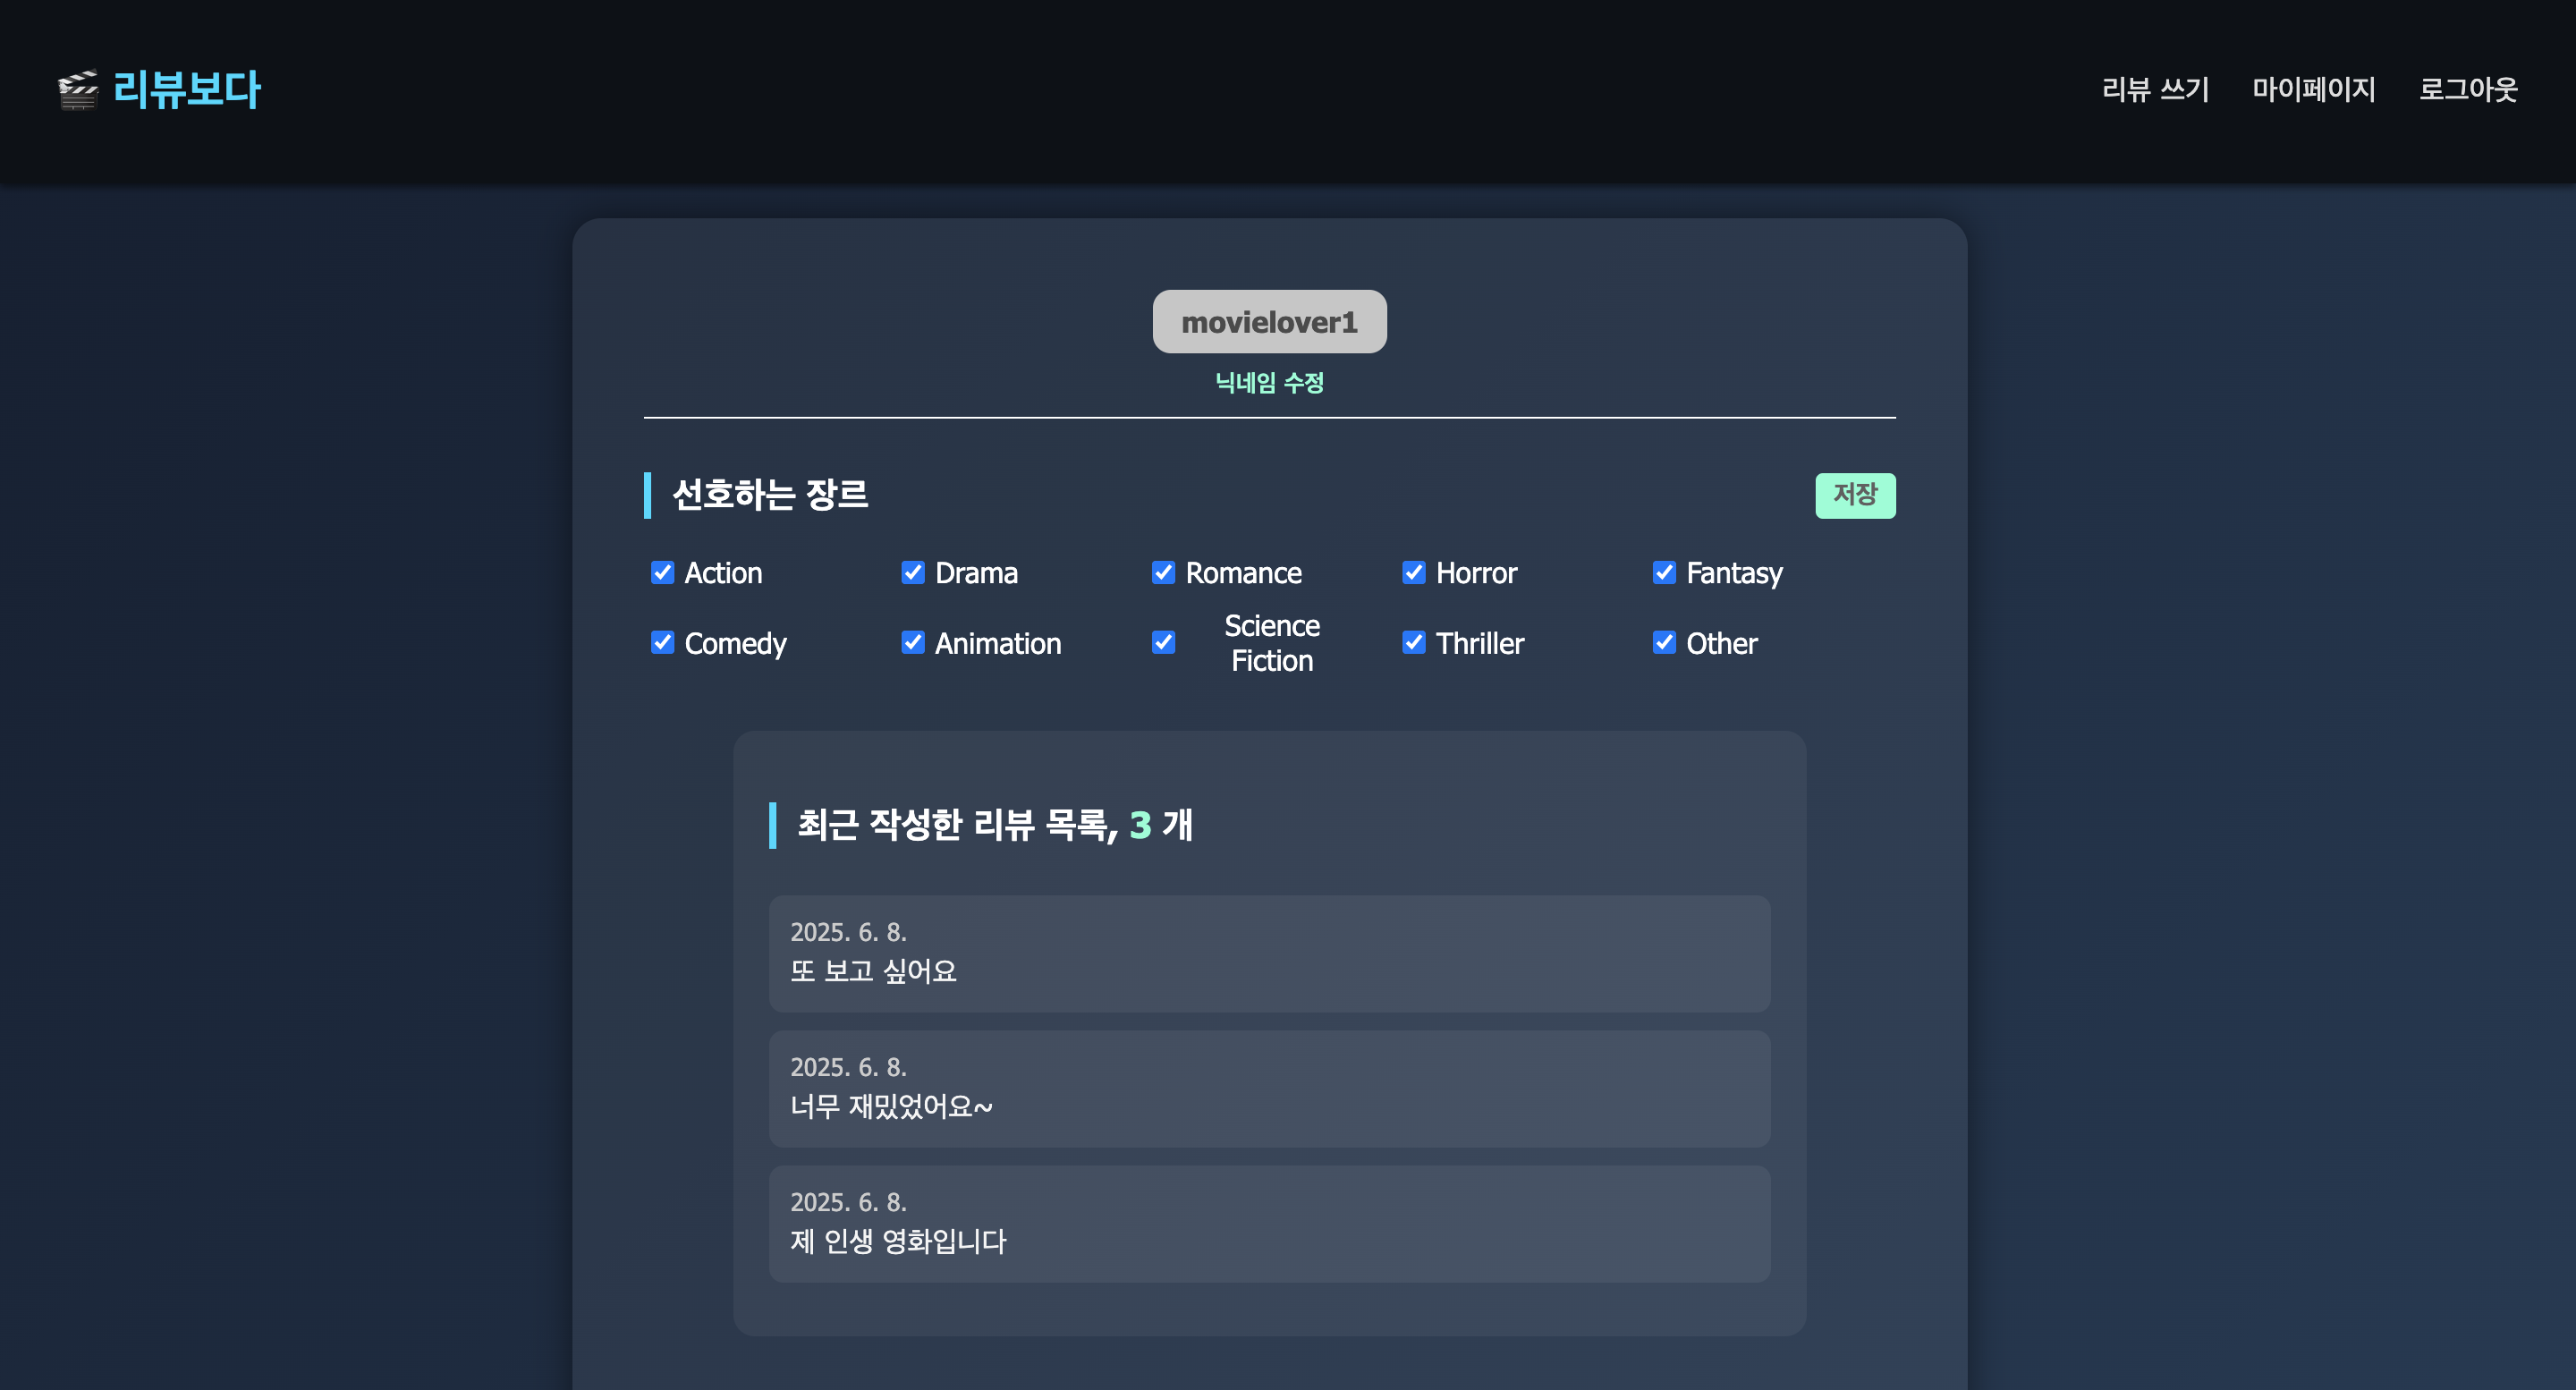 리뷰보다
리뷰 쓰기 마이페이지 로그아웃
movielover1
닉네임 수정
선호하는 장르 저장
Action Drama Romance Horror Fantasy
Comedy Animation Science Fiction Thriller Other
최근 작성한 리뷰 목록, 3 개
2025. 6. 8.
또 보고 싶어요
2025. 6. 8.
너무 재밌었어요~
2025. 6. 8.
제 인생 영화입니다